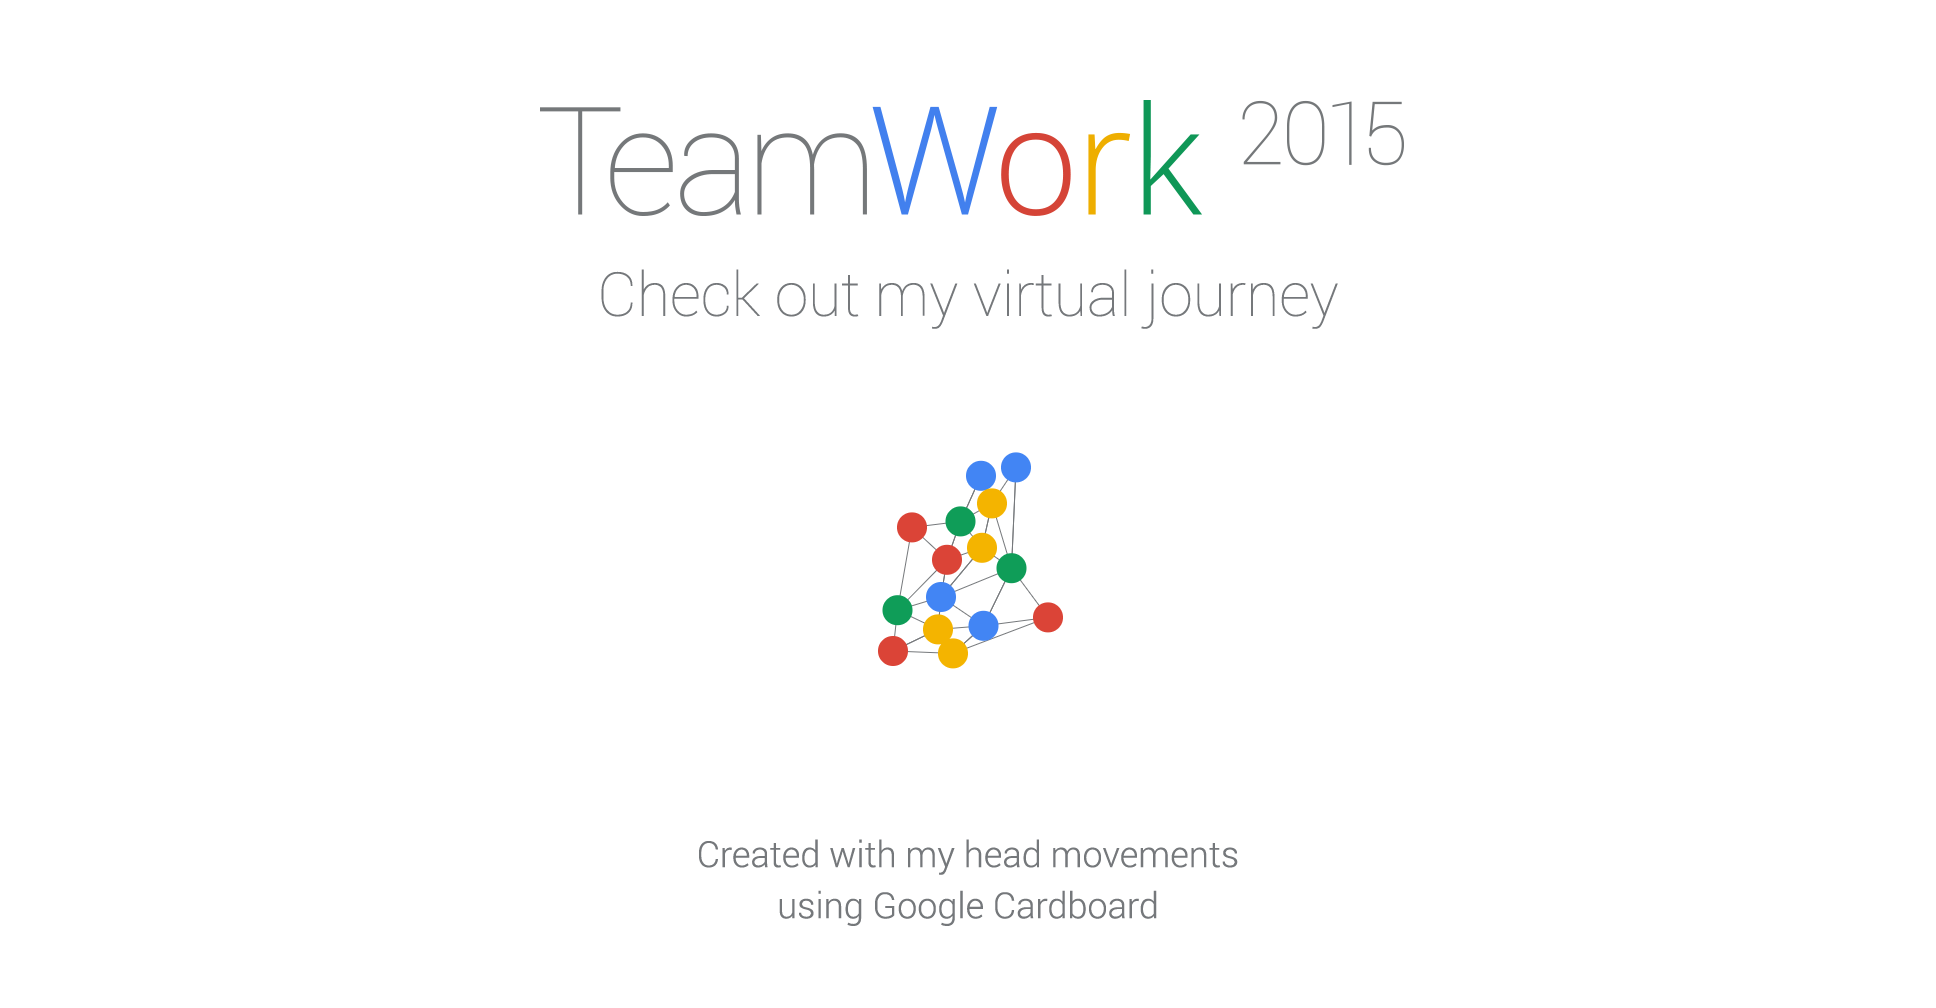 TeamWork 2015
Check out my virtual journey
Created with my head movements
using Google Cardboard